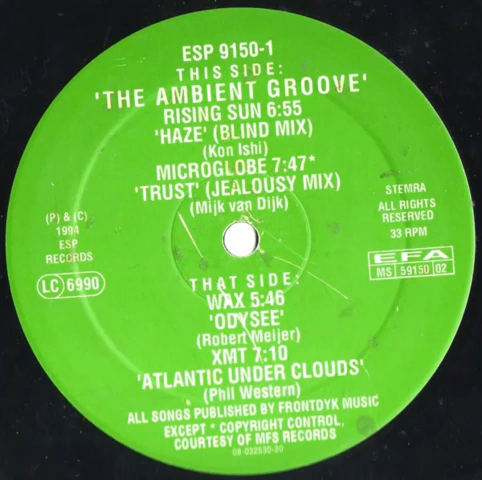 ESP 9150-1
THIS SIDE:
'THE AMBIENT GROOVE'
RISING SUN 6:55
'HAZE' (BLIND MIX)
(Kon Ishi)
MICROGLOBE 7:47*
'TRUST' (JEALOUSY MIX)
(Mijk van Dijk)
(P) & (C)
1994
ESP
RECORDS
LC 6990
STEMRA
ALL RIGHTS
RESERVED
33 RPM
EFA
MS 59150 02
THAT SIDE:
WAX 5:46
'ODYSEE'
(Robert Meijer)
XMT 7:10
'ATLANTIC UNDER CLOUDS'
(Phil Western)
ALL SONGS PUBLISHED BY FRONTDYK MUSIC
EXCEPT * COPYRIGHT CONTROL,
COURTESY OF MFS RECORDS
08-032530-30